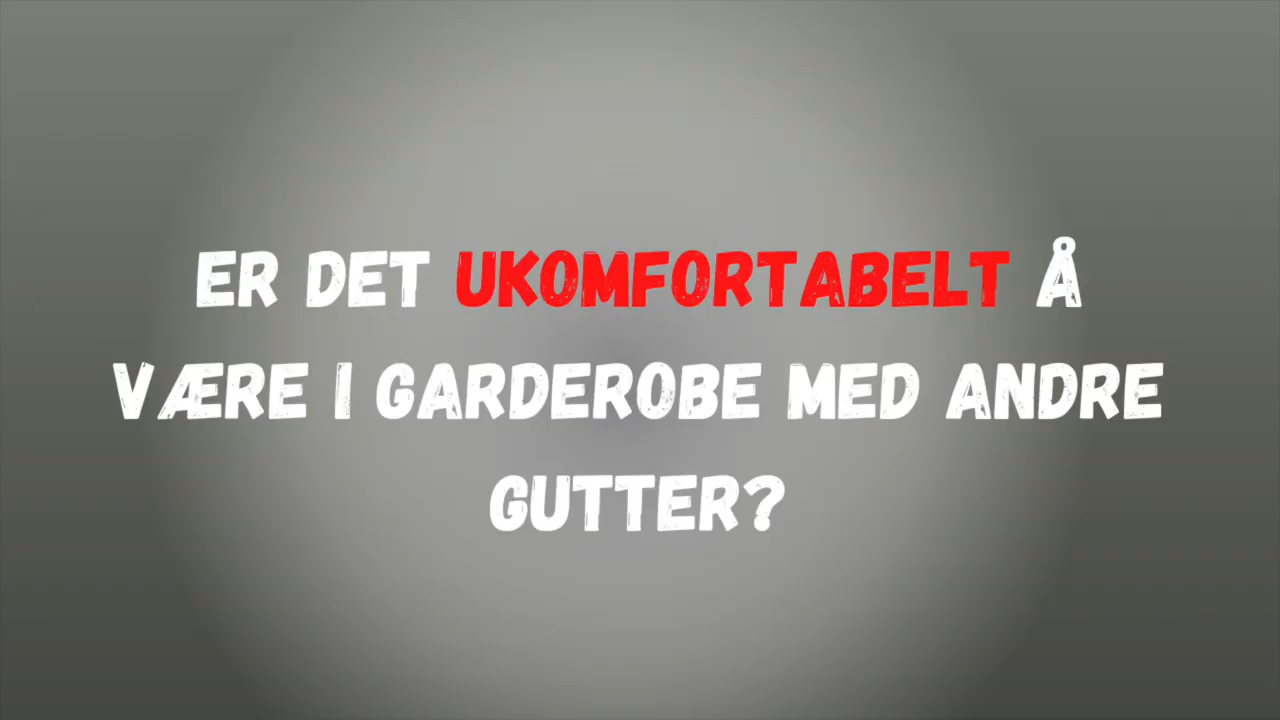 ER DET UKOMFORTABELT Å
VÆRE I GARDEROBE MED ANDRE
GUTTER?